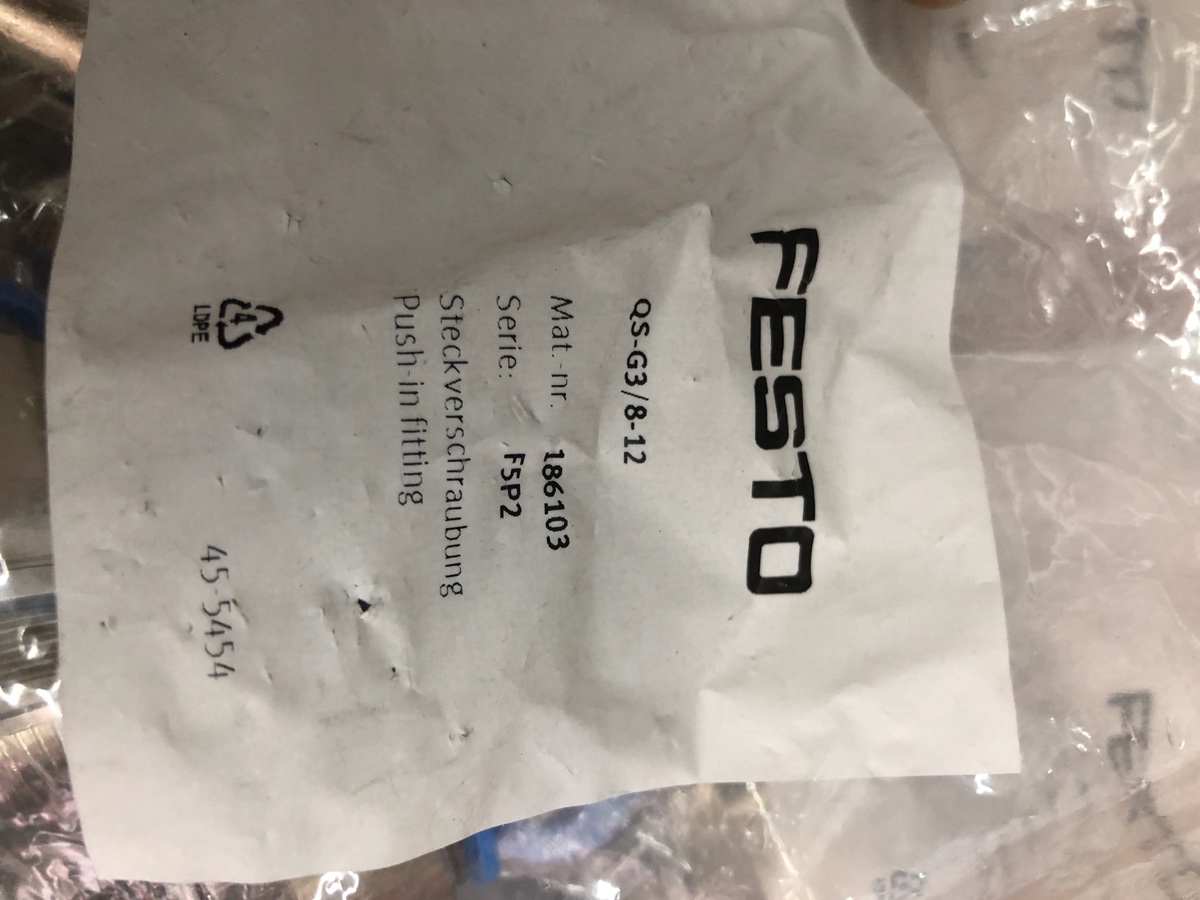 FESTO
QS-G3/8-12
Mat.-nr. 186103
Serie: F5P2
Steckverschraubung
Push-in fitting
4
LDPE
45-5454